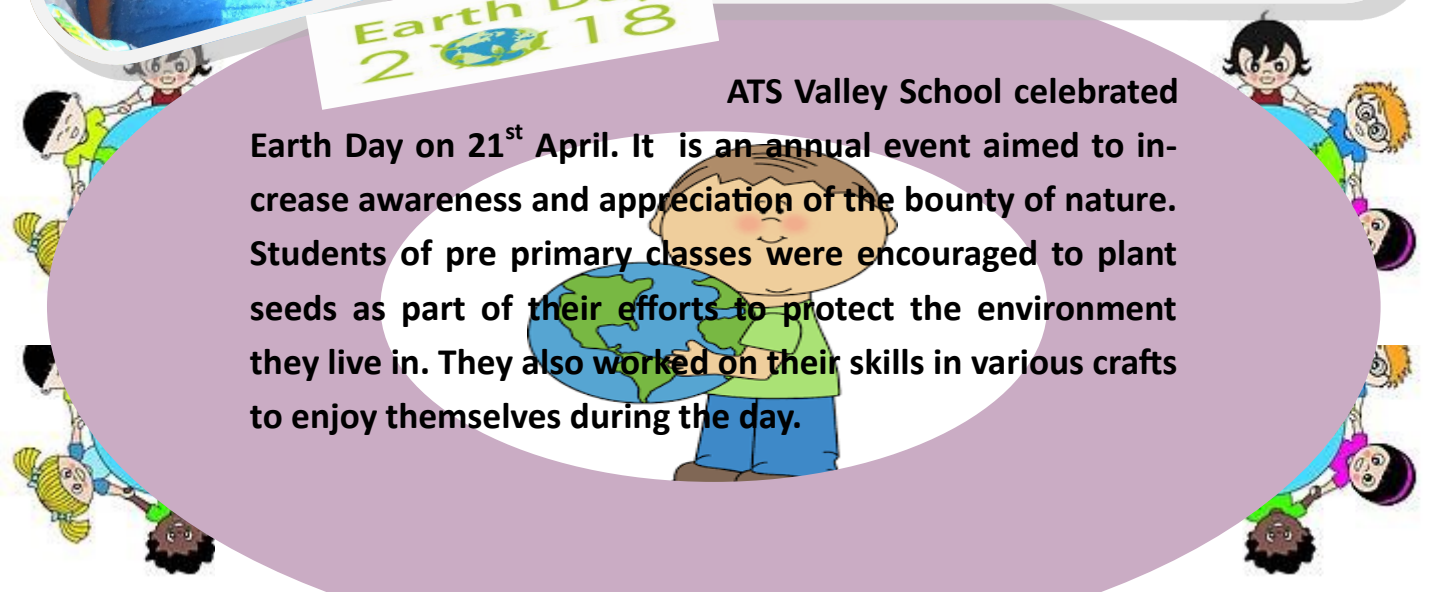 Earth D
2018
ATS Valley School celebrated
Earth Day on 21st April. It is an annual event aimed to in-
crease awareness and appreciation of the bounty of nature.
Students of pre primary classes were encouraged to plant
seeds as part of their efforts to protect the environment
they live in. They also worked on their skills in various crafts
to enjoy themselves during the day.